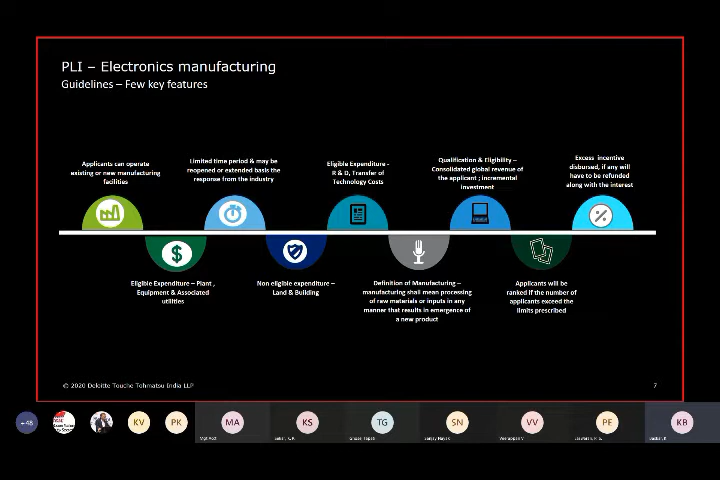 PLI – Electronics manufacturing
Guidelines – Few key features
Applicants can operate
existing or new manufacturing
facilities
Limited time period & may be
reopened or extended basis the
response from the industry
Eligible Expenditure -
R & D, Transfer of
Technology Costs
Qualification & Eligibility –
Consolidated global revenue of
the applicant ; incremental
investment
Excess incentive
disbursed, if any will
have to be refunded
along with the interest
Eligible Expenditure – Plant ,
Equipment & Associated
utilities
Non eligible expenditure –
Land & Building
Definition of Manufacturing –
manufacturing shall mean processing
of raw materials or inputs in any
manner that results in emergence of
a new product
Applicants will be
ranked if the number of
applicants exceed the
limits prescribed
© 2020 Deloitte Touche Tohmatsu India LLP
7
+48
KV
PK
MA
KS
TG
SN
VV
PE
KB